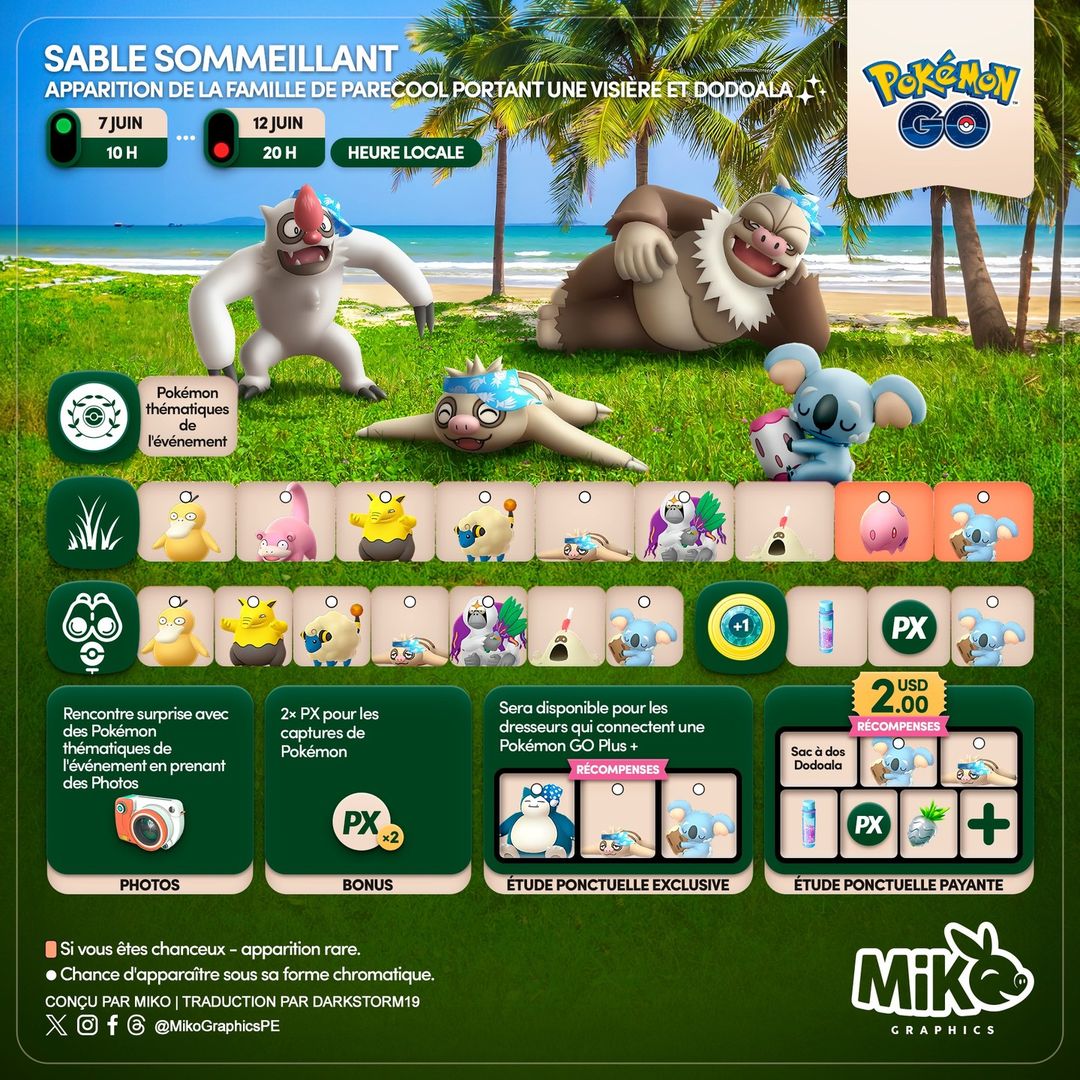 SABLE SOMMEILLANT
APPARITION DE LA FAMILLE DE PARECOOL PORTANT UNE VISIÈRE ET DODOALA
Pokémon
GO
TM
7 JUIN
10 H
12 JUIN
20 H
HEURE LOCALE
Pokémon
thématiques
de
l'événement
+1
PX
Rencontre surprise avec
des Pokémon
thématiques de
l'événement en prenant
des Photos
PHOTOS
2x PX pour les
captures de
Pokémon
PX
x2
BONUS
Sera disponible pour les
dresseurs qui connectent une
Pokémon GO Plus +
RÉCOMPENSES
ÉTUDE PONCTUELLE EXCLUSIVE
2.00 USD
RÉCOMPENSES
Sac à dos
Dodoala
PX
+
ÉTUDE PONCTUELLE PAYANTE
Si vous êtes chanceux - apparition rare.
Chance d'apparaître sous sa forme chromatique.
CONÇU PAR MIKO | TRADUCTION PAR DARKSTORM19
@MikoGraphicsPE
MiKO
GRAPHICS